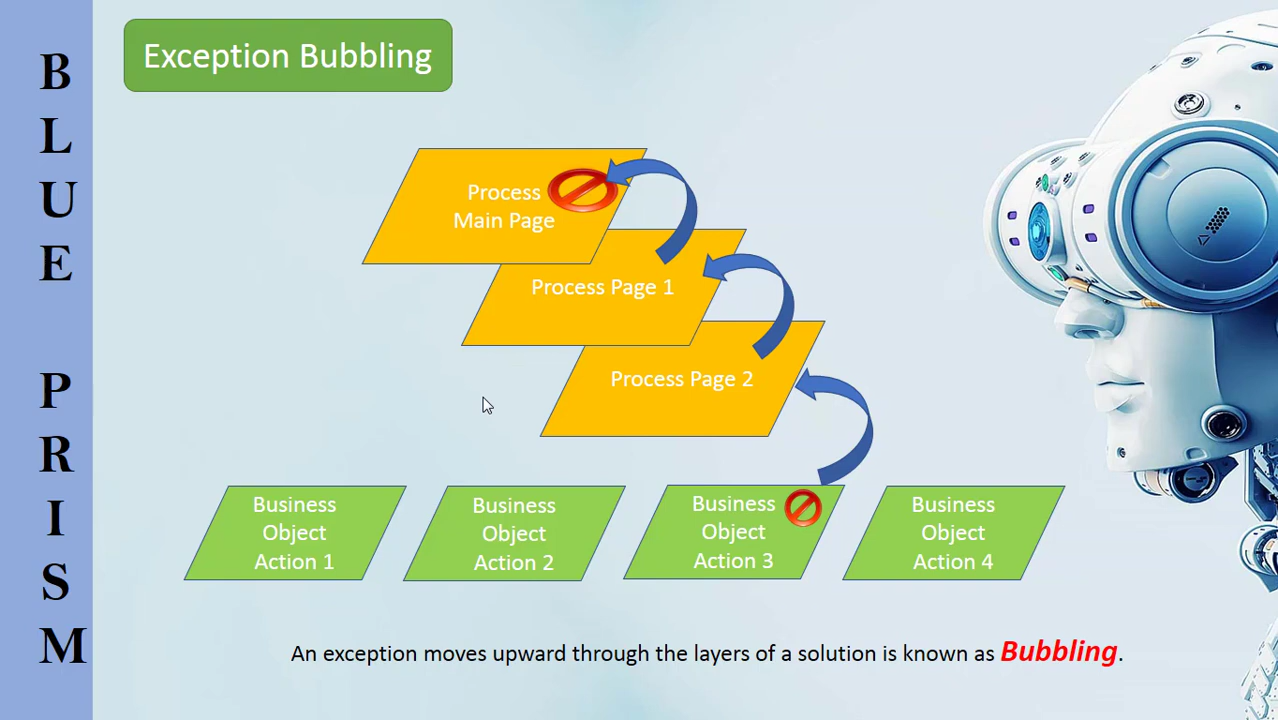 BLUE PRISM
Exception Bubbling
Process
Main Page
Process Page 1
Process Page 2
Business
Object
Action 1
Business
Object
Action 2
Business
Object
Action 3
Business
Object
Action 4
An exception moves upward through the layers of a solution is known as Bubbling.